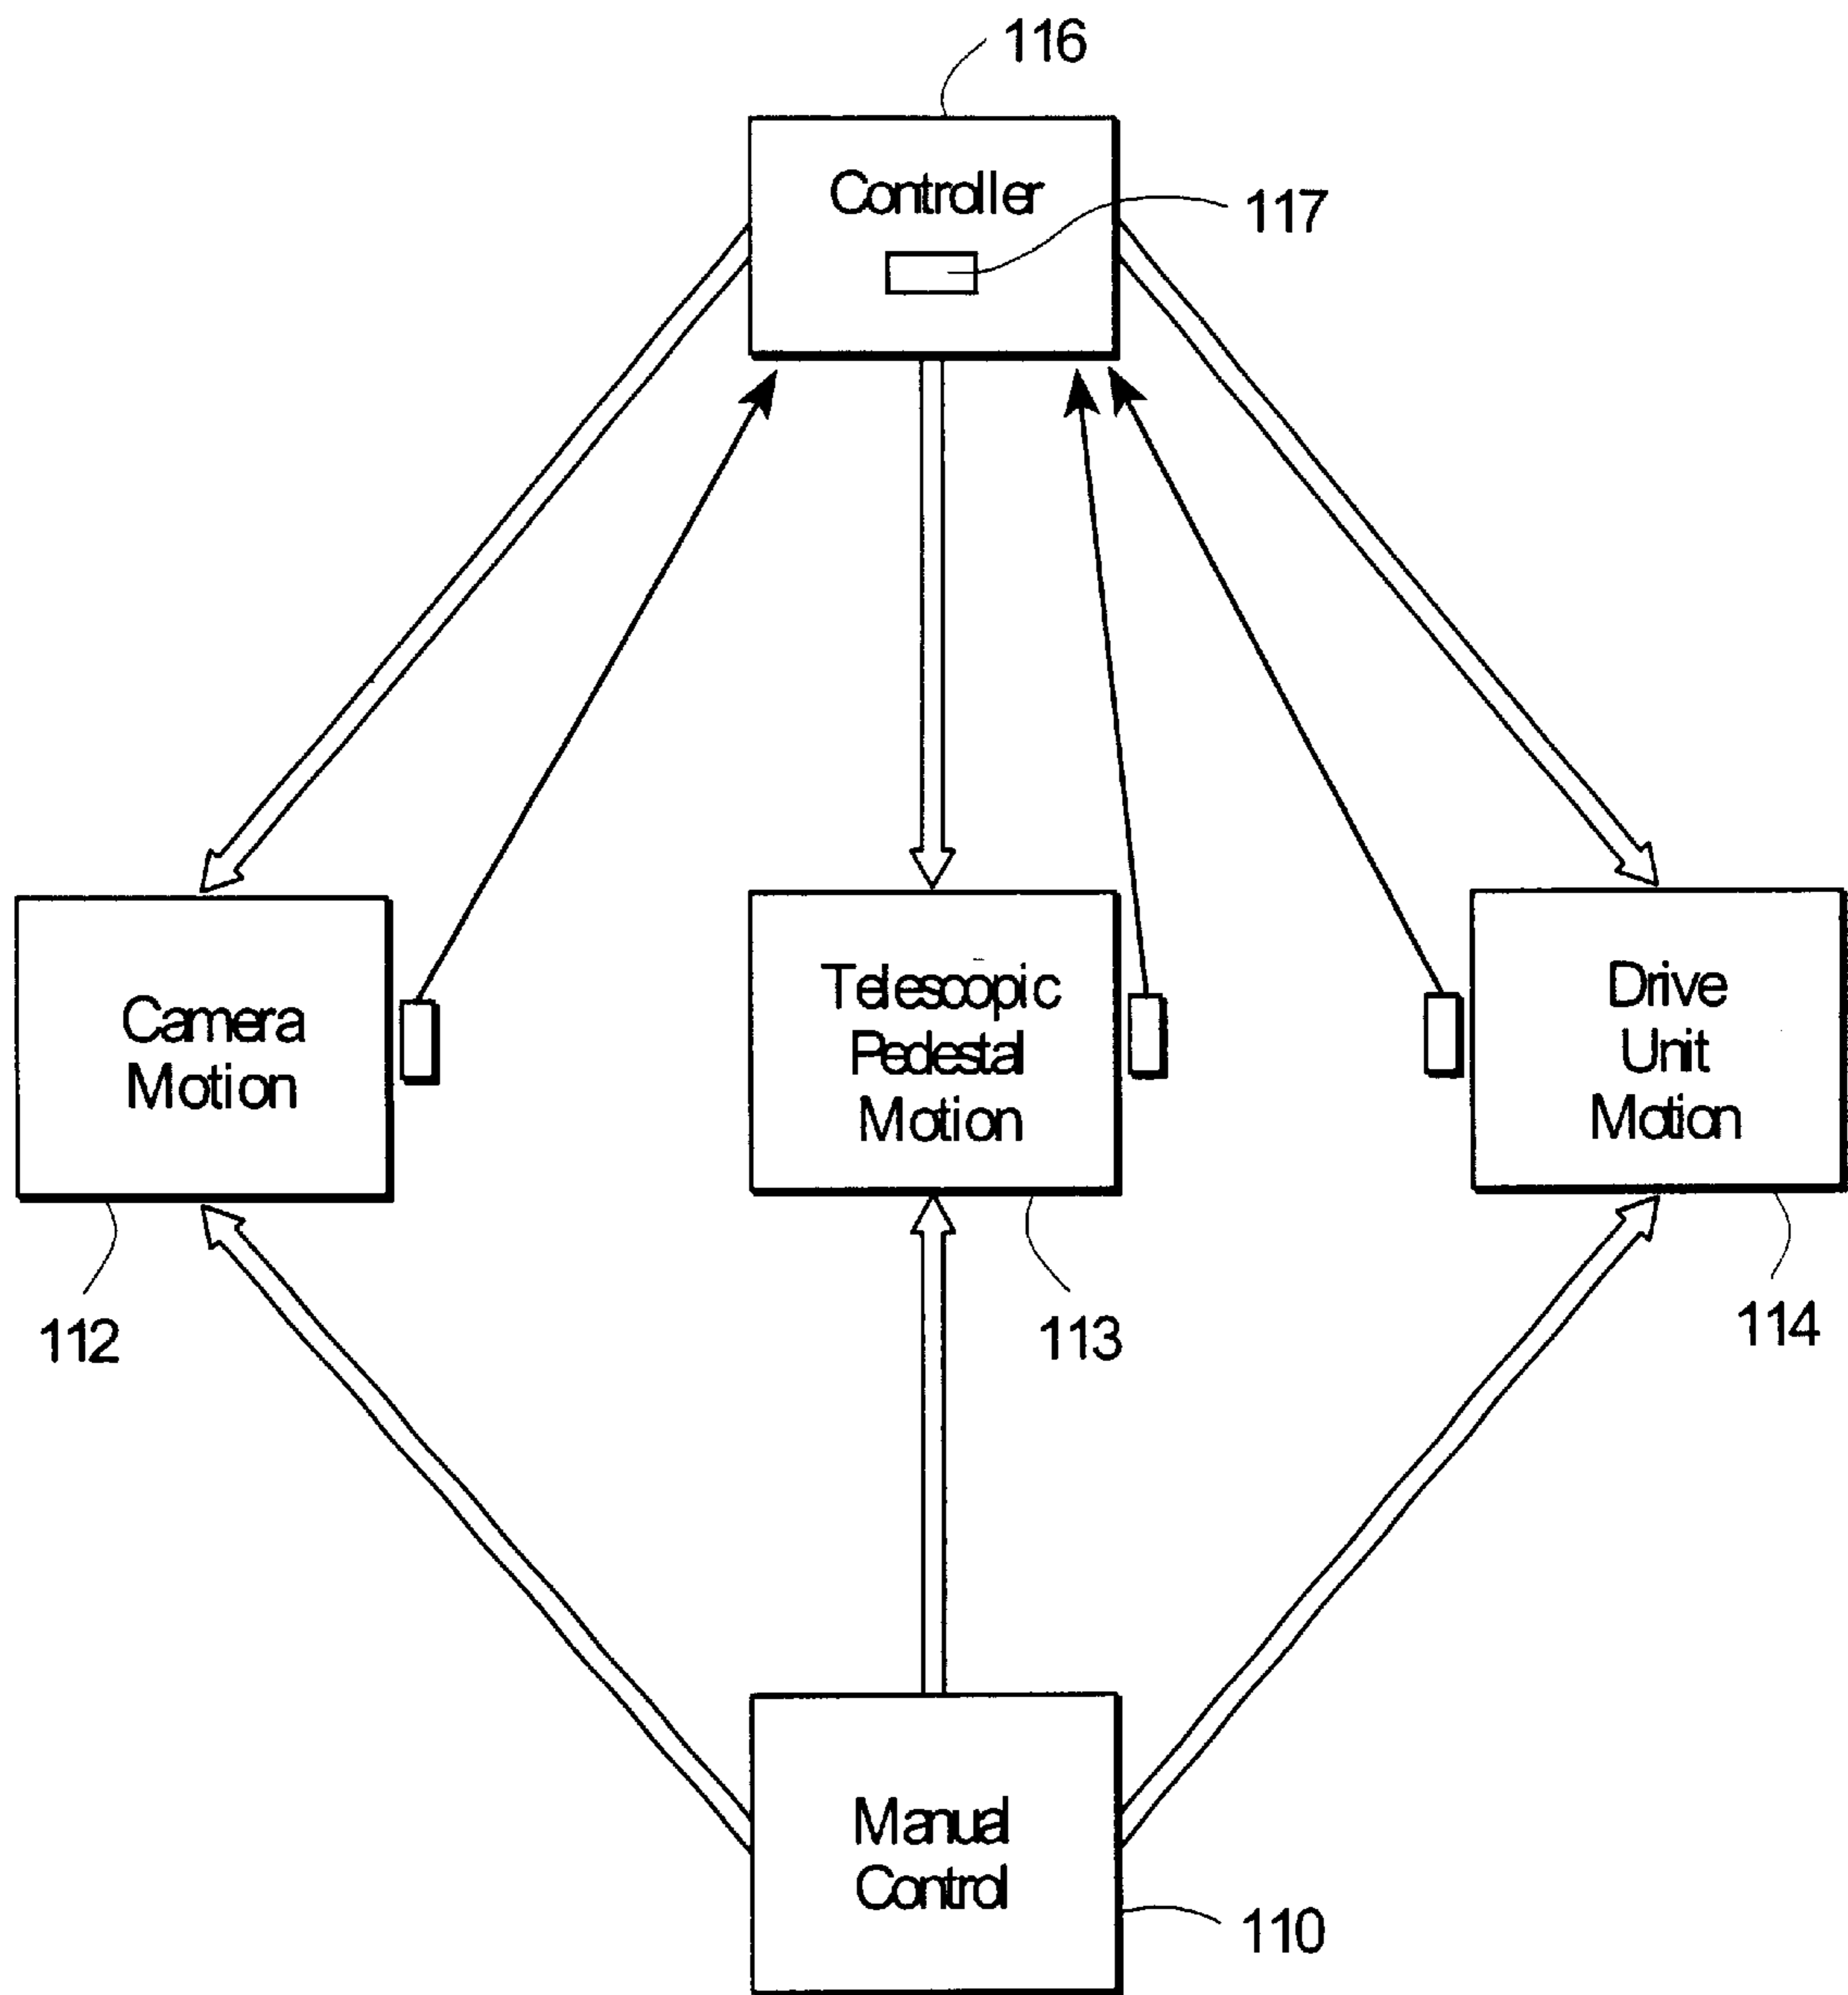 116
Controller
117
Camera
Motion
Telescopic
Pedestal
Motion
Drive
Unit
Motion
112
113
114
Manual
Control
110